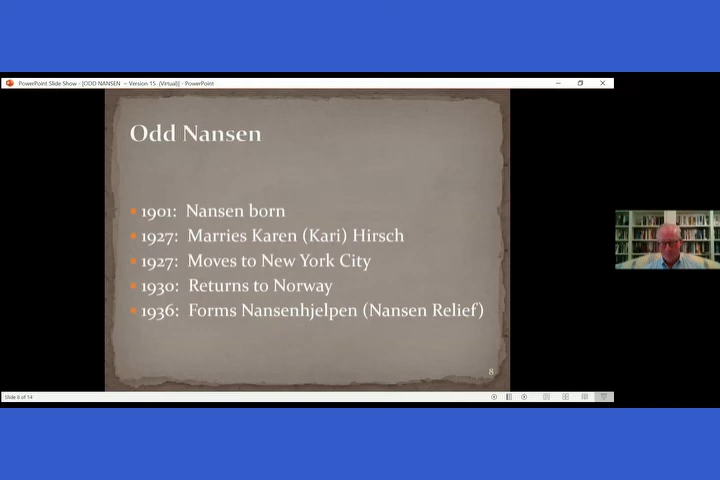 PowerPoint Slide Show - [ODD NANSEN - Version 15 (Virtual)] - PowerPoint
Odd Nansen
1901: Nansen born
1927: Marries Karen (Kari) Hirsch
1927: Moves to New York City
1930: Returns to Norway
1936: Forms Nansenhjelpen (Nansen Relief)
8
Slide 8 of 14